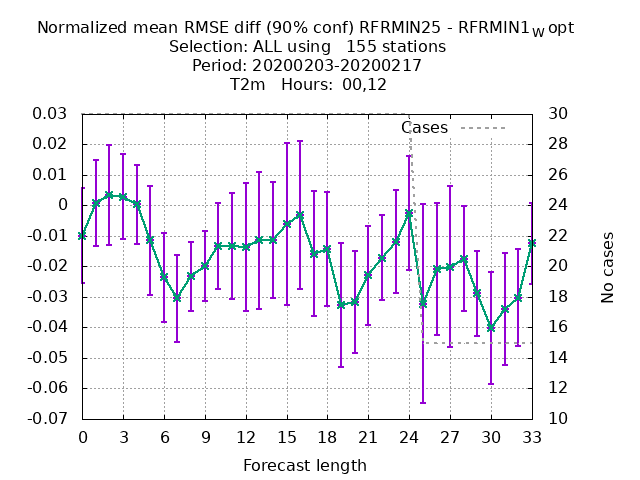 Normalized mean RMSE diff (90% conf) RFRMIN25 - RFRMIN1w opt
Selection: ALL using   155 stations
Period: 20200203-20200217
T2m   Hours: 00,12
Cases
0.03
0.02
0.01
0
-0.01
-0.02
-0.03
-0.04
-0.05
-0.06
-0.07
30
28
26
24
22
20
18
16
14
12
10
No cases
0 3 6 9 12 15 18 21 24 27 30 33
Forecast length